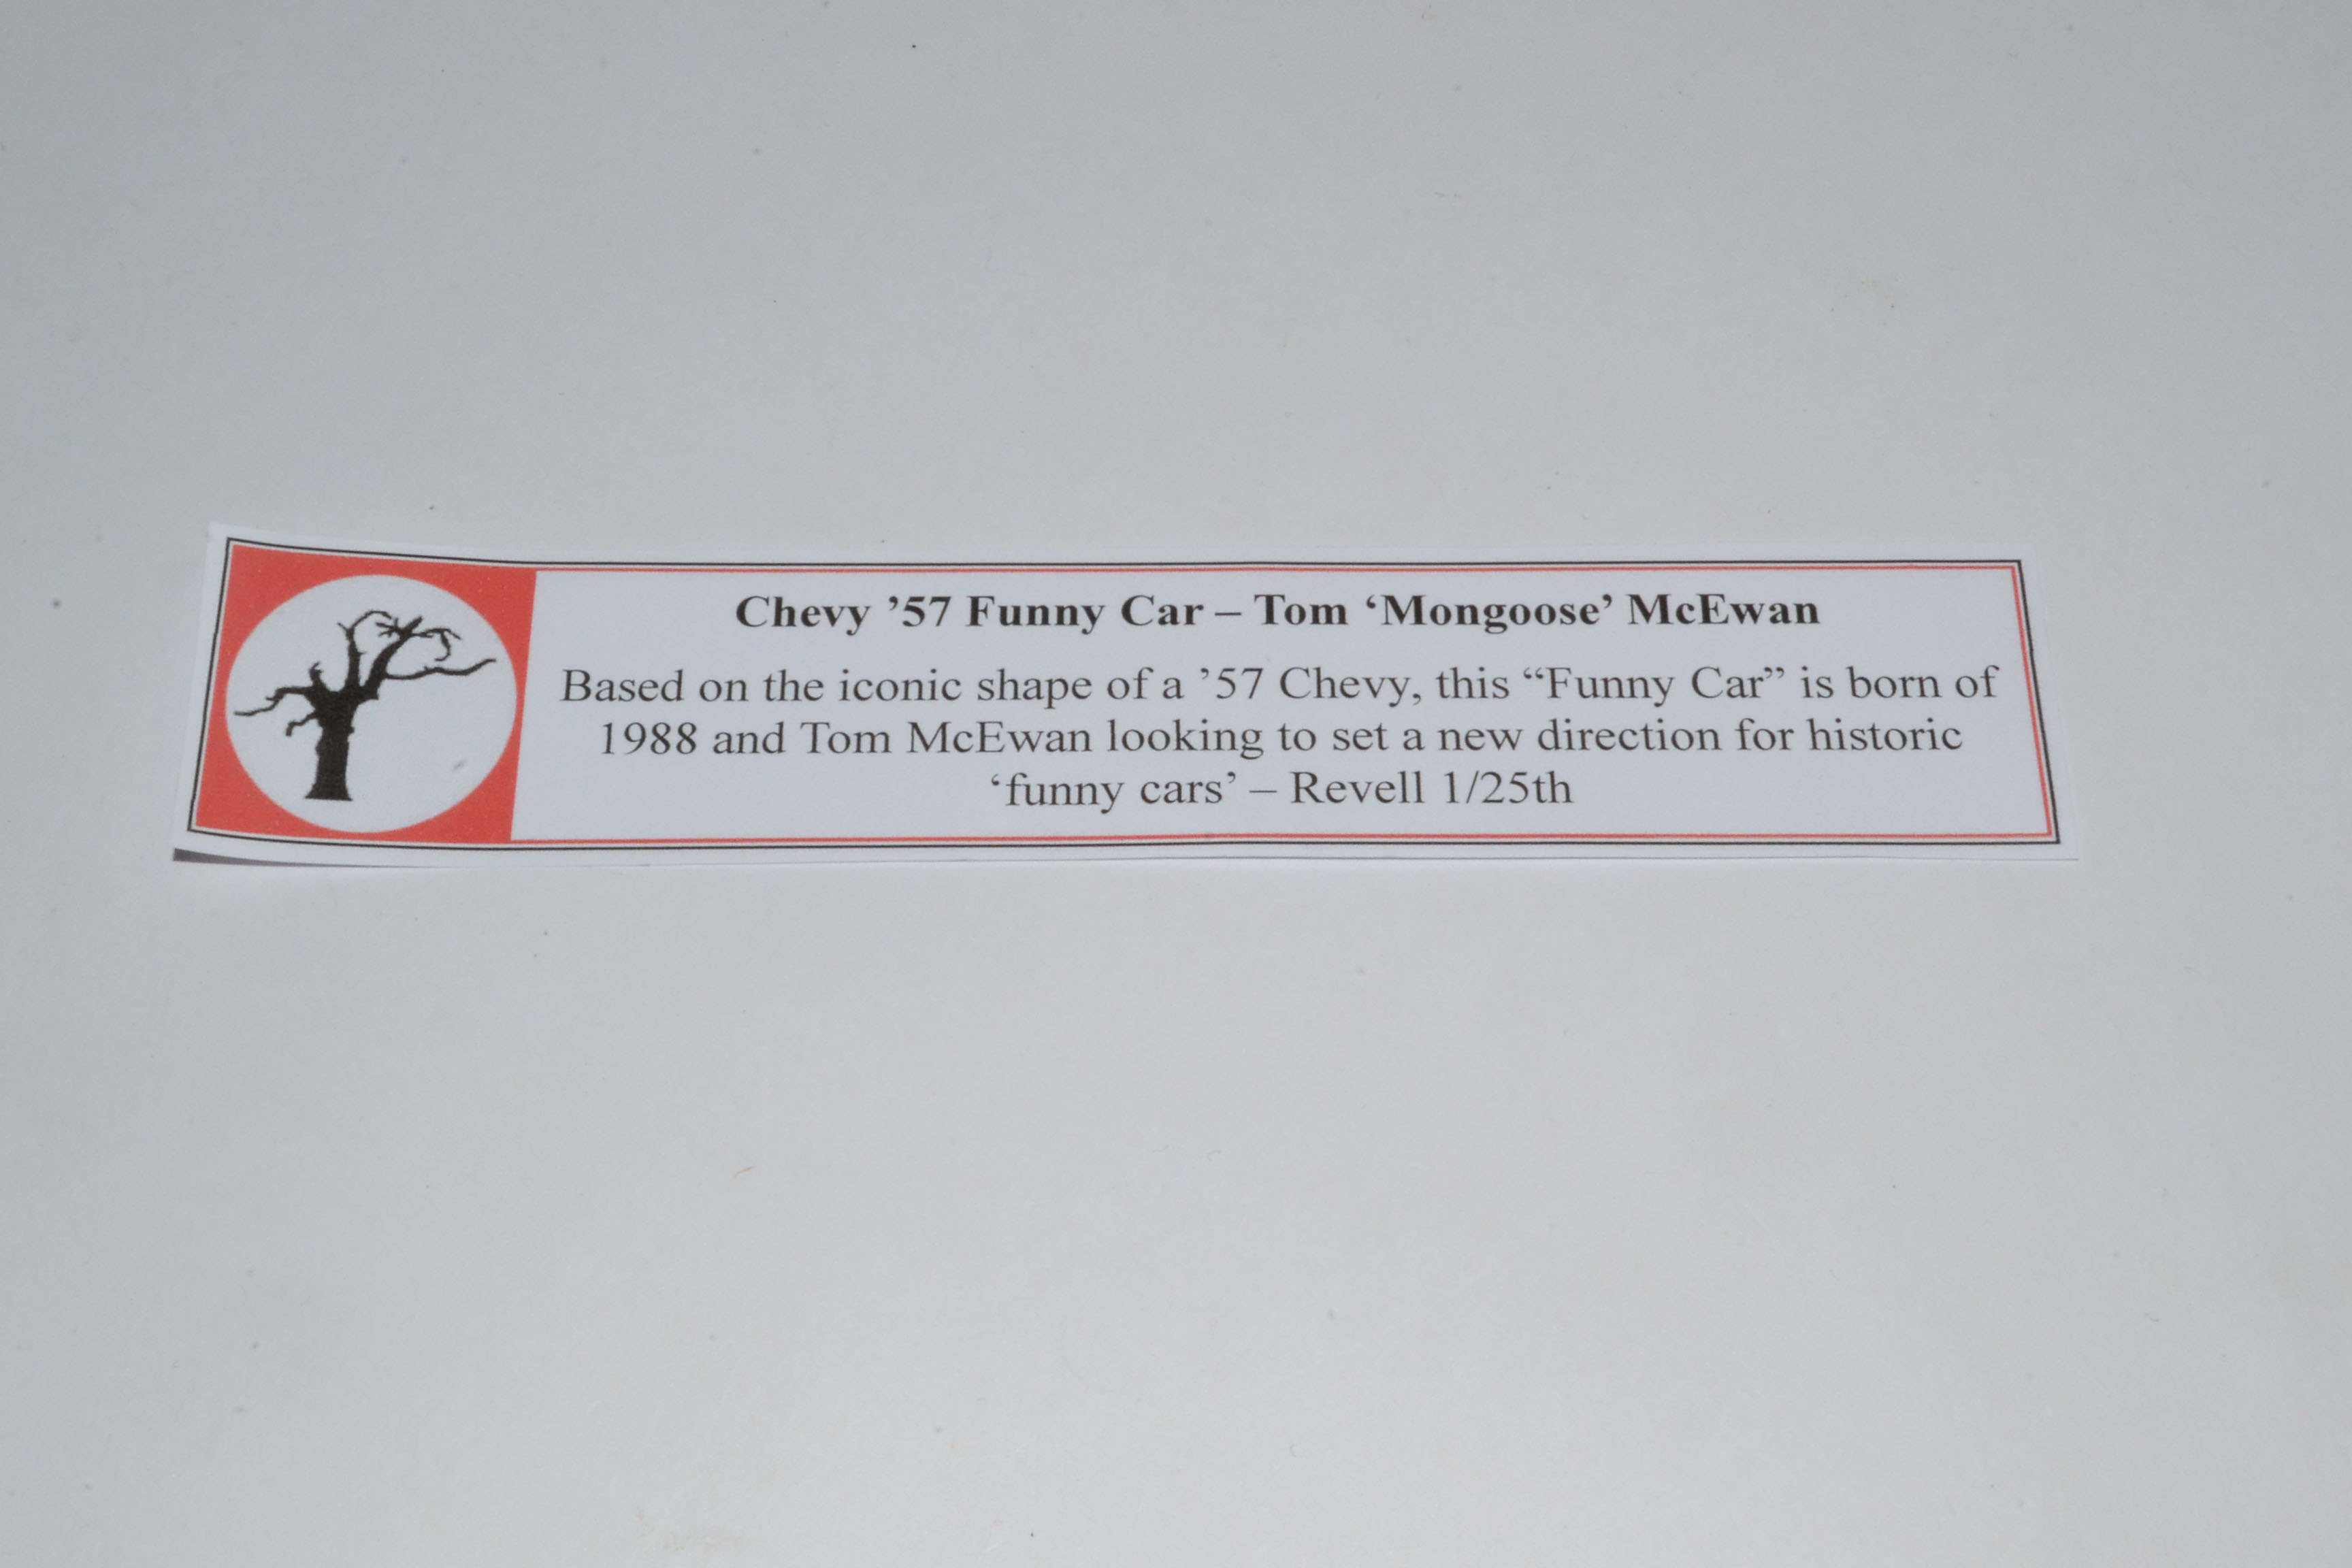 Chevy ’57 Funny Car – Tom ‘Mongoose’ McEwan
Based on the iconic shape of a ’57 Chevy, this “Funny Car” is born of
1988 and Tom McEwan looking to set a new direction for historic
‘funny cars’ – Revell 1/25th